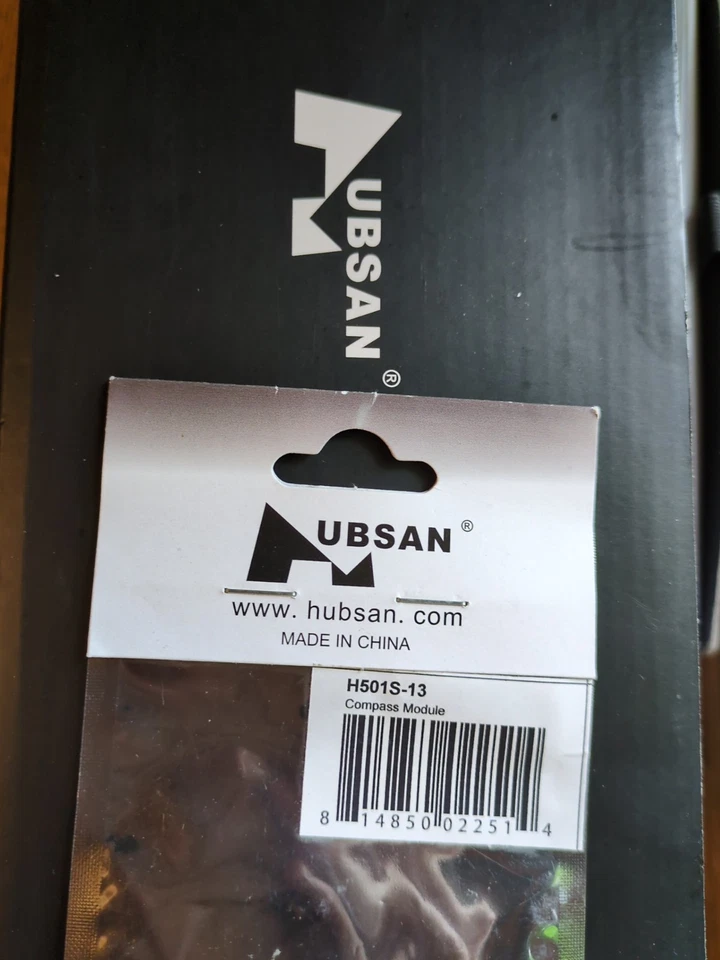 HUBSAN®
HUBSAN®
www. hubsan. com
MADE IN CHINA
H501S-13
Compass Module
8 14850 02251 4